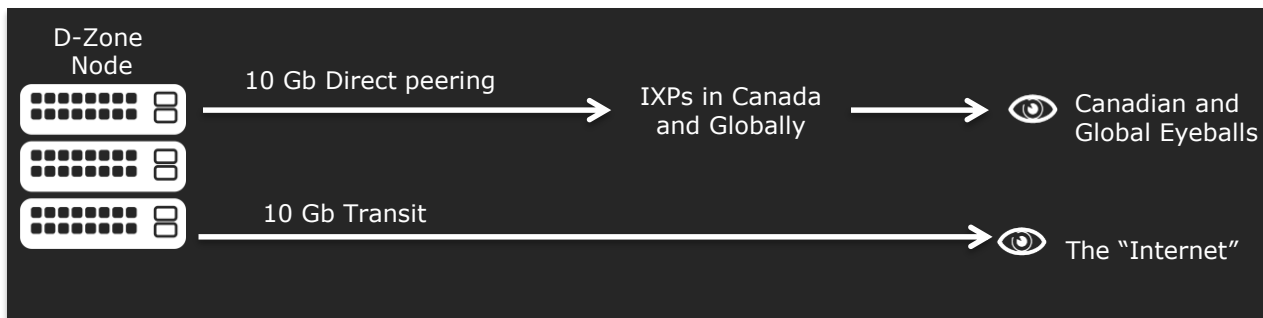 D-Zone
Node
10 Gb Direct peering
IXPs in Canada
and Globally
Canadian and
Global Eyeballs
10 Gb Transit
The “Internet”